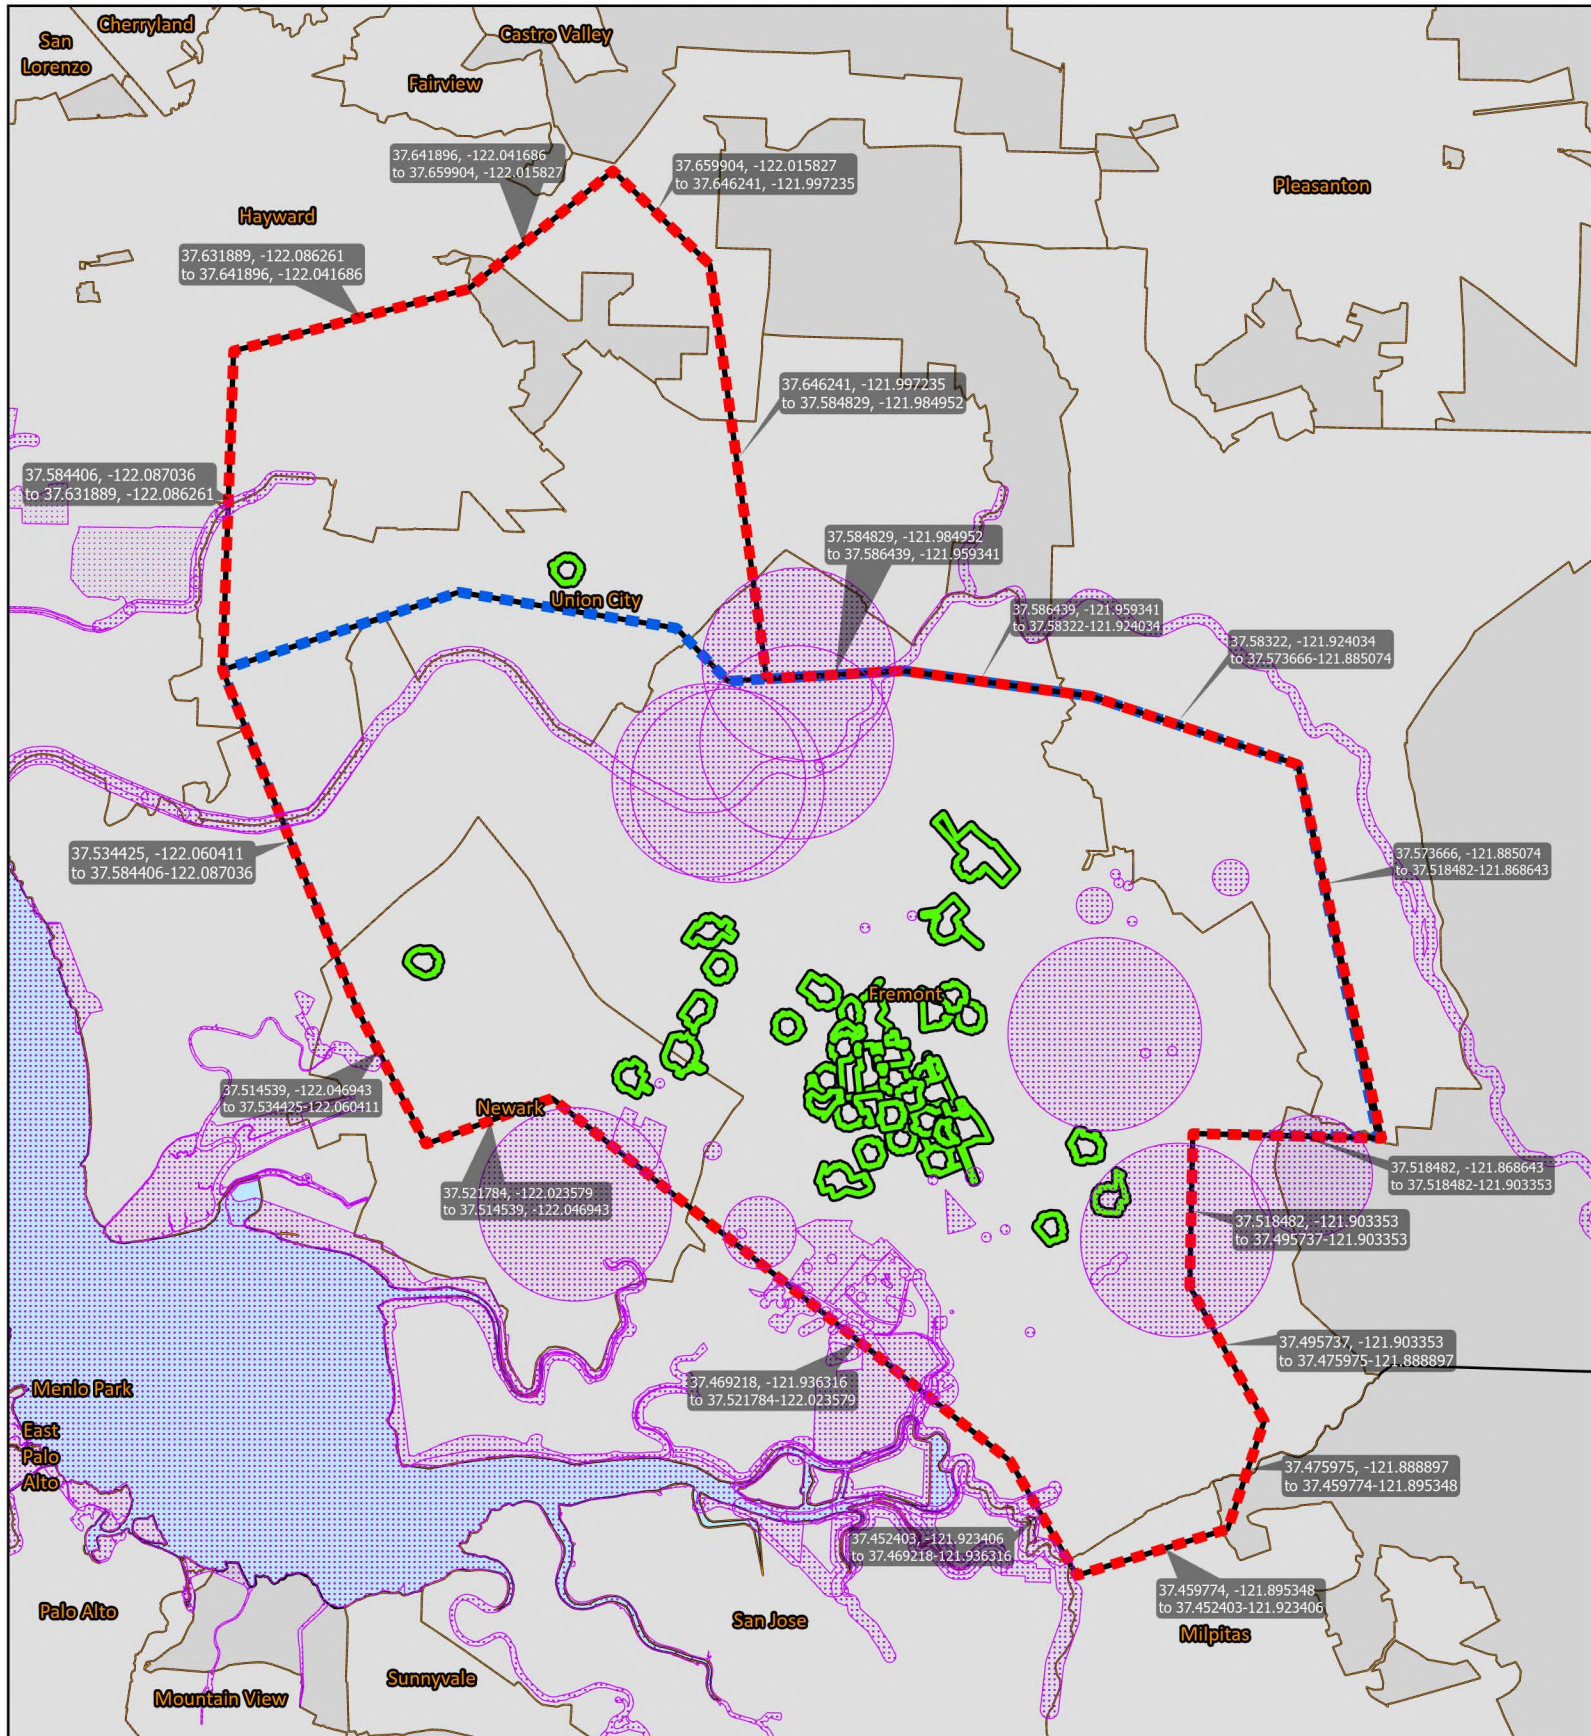 Cherryland
San
Lorenzo
Castro Valley
Fairview
37.641896, -122.041686
to 37.659904, -122.015827
37.659904, -122.015827
to 37.646241, -121.997235
Pleasanton
Hayward
37.631889, -122.086261
to 37.641896, -122.041686
37.646241, -121.997235
to 37.584829, -121.984952
37.584406, -122.087036
to 37.631889, -122.086261
37.584829, -121.984952
to 37.586439, -121.959341
Union City
37.586439, -121.959341
to 37.58322-121.924034
37.58322, -121.924034
to 37.573666-121.885074
37.534425, -122.060411
to 37.584406-122.087036
37.573666, -121.885074
to 37.518482-121.868643
Fremont
37.514539, -122.046943
to 37.534425-122.060411
Newark
37.521784, -122.023579
to 37.514539, -122.046943
37.518482, -121.868643
to 37.518482-121.903353
37.518482, -121.903353
to 37.495737-121.903353
37.495737, -121.903353
to 37.475975-121.888897
37.469218, -121.936316
to 37.521784-122.023579
Menlo Park
East
Palo
Alto
37.475975, -121.888897
to 37.459774-121.895348
37.452403, -121.923406
to 37.469218-121.936316
37.459774, -121.895348
to 37.452403-121.923406
Palo Alto
San Jose
Milpitas
Sunnyvale
Mountain View